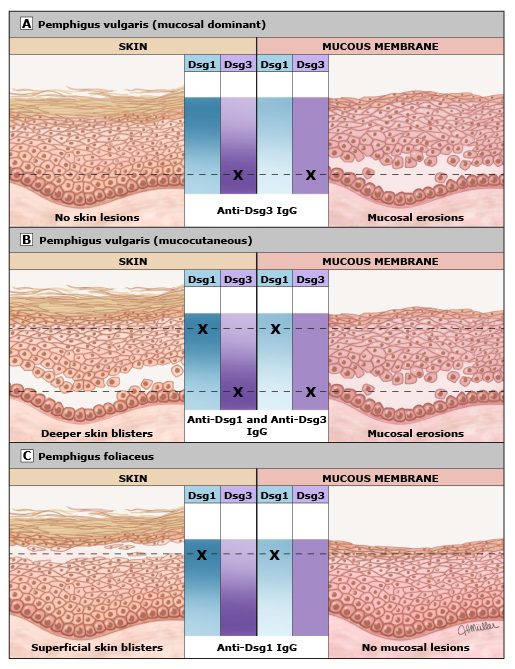 A Pemphigus vulgaris (mucosal dominant)
SKIN MUCOUS MEMBRANE
Dsg1 Dsg3 Dsg1 Dsg3
X X
No skin lesions Anti-Dsg3 IgG Mucosal erosions
B Pemphigus vulgaris (mucocutaneous)
SKIN MUCOUS MEMBRANE
Dsg1 Dsg3 Dsg1 Dsg3
X X
X X
Deeper skin blisters Anti-Dsg1 and Anti-Dsg3 Mucosal erosions
IgG
C Pemphigus foliaceus
SKIN MUCOUS MEMBRANE
Dsg1 Dsg3 Dsg1 Dsg3
X X
Superficial skin blisters Anti-Dsg1 IgG No mucosal lesions